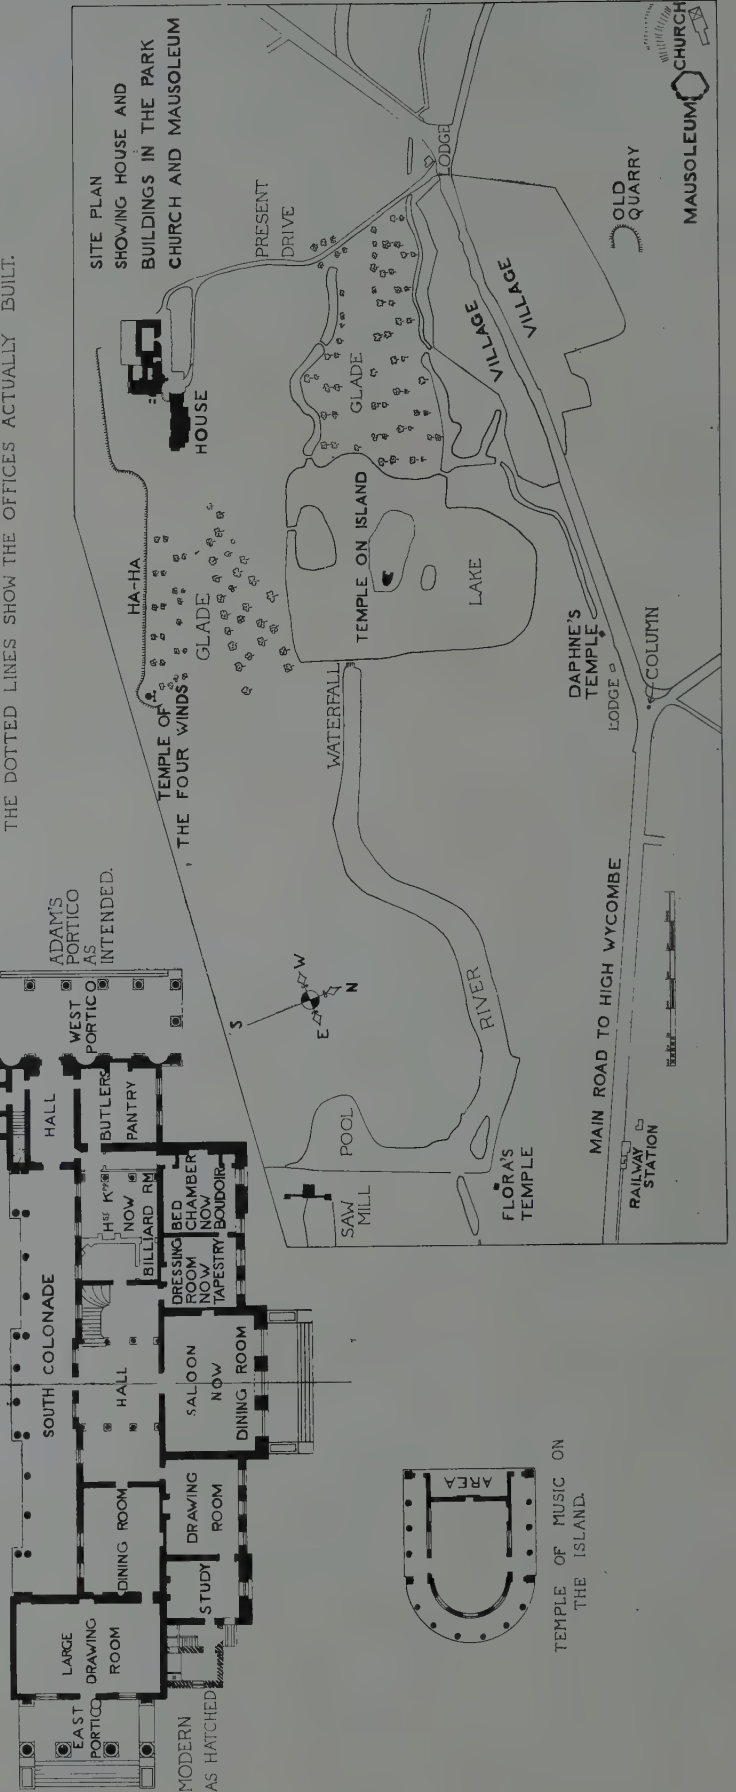 THE DOTTED LINES SHOW THE OFFICES ACTUALLY BUILT.
ADAM'S
PORTICO
AS
INTENDED.
WEST
PORTICO
HALL
BUTLERS
PANTRY
SOUTH COLONADE
NOW
BILLIARD RM
BED
CHAMBER
NOW
BOUDOIR
DRESSING
ROOM
NOW
TAPESTRY
HALL
SALOON
NOW
DINING ROOM
DINING ROOM
DRAWING
ROOM
STUDY
LARGE
DRAWING
ROOM
EAST
PORTICO
MODERN
AS HATCHED
AREA
TEMPLE OF MUSIC ON
THE ISLAND.
SITE PLAN
SHOWING HOUSE AND
BUILDINGS IN THE PARK
CHURCH AND MAUSOLEUM
PRESENT
DRIVE
LODGE
CHURCH
MAUSOLEUM
OLD
QUARRY
VILLAGE
VILLAGE
GLADE
HOUSE
HA-HA
GLADE
TEMPLE OF
THE FOUR WINDS
TEMPLE ON ISLAND
LAKE
WATERFALL
DAPHNE'S
TEMPLE
LODGE
COLUMN
S
W
E
N
RIVER
POOL
SAW
MILL
FLORA'S
TEMPLE
MAIN ROAD TO HIGH WYCOMBE
RAILWAY
STATION